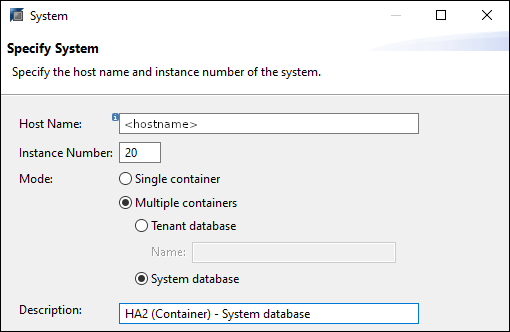 System
Specify System
Specify the host name and instance number of the system.
Host Name: <hostname>
Instance Number: 20
Mode: Single container
Multiple containers
Tenant database
Name:
System database
Description: HA2 (Container) - System database